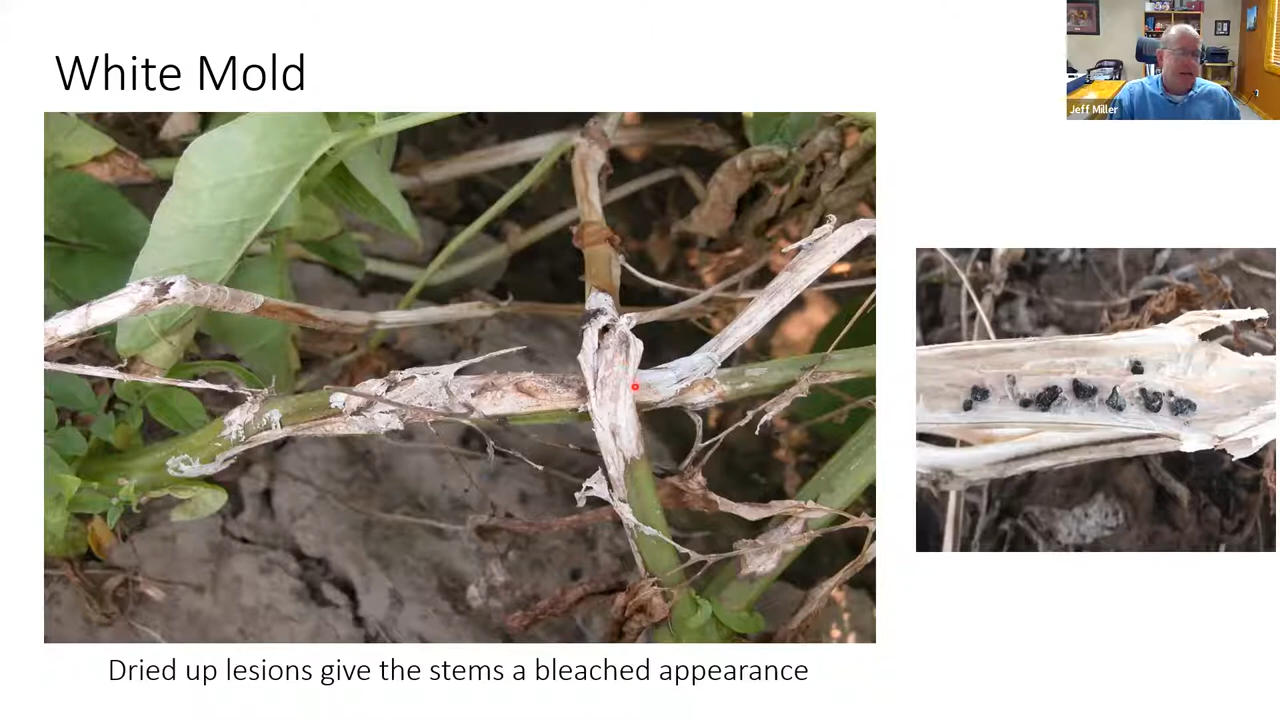 White Mold
Jeff Miller
Dried up lesions give the stems a bleached appearance